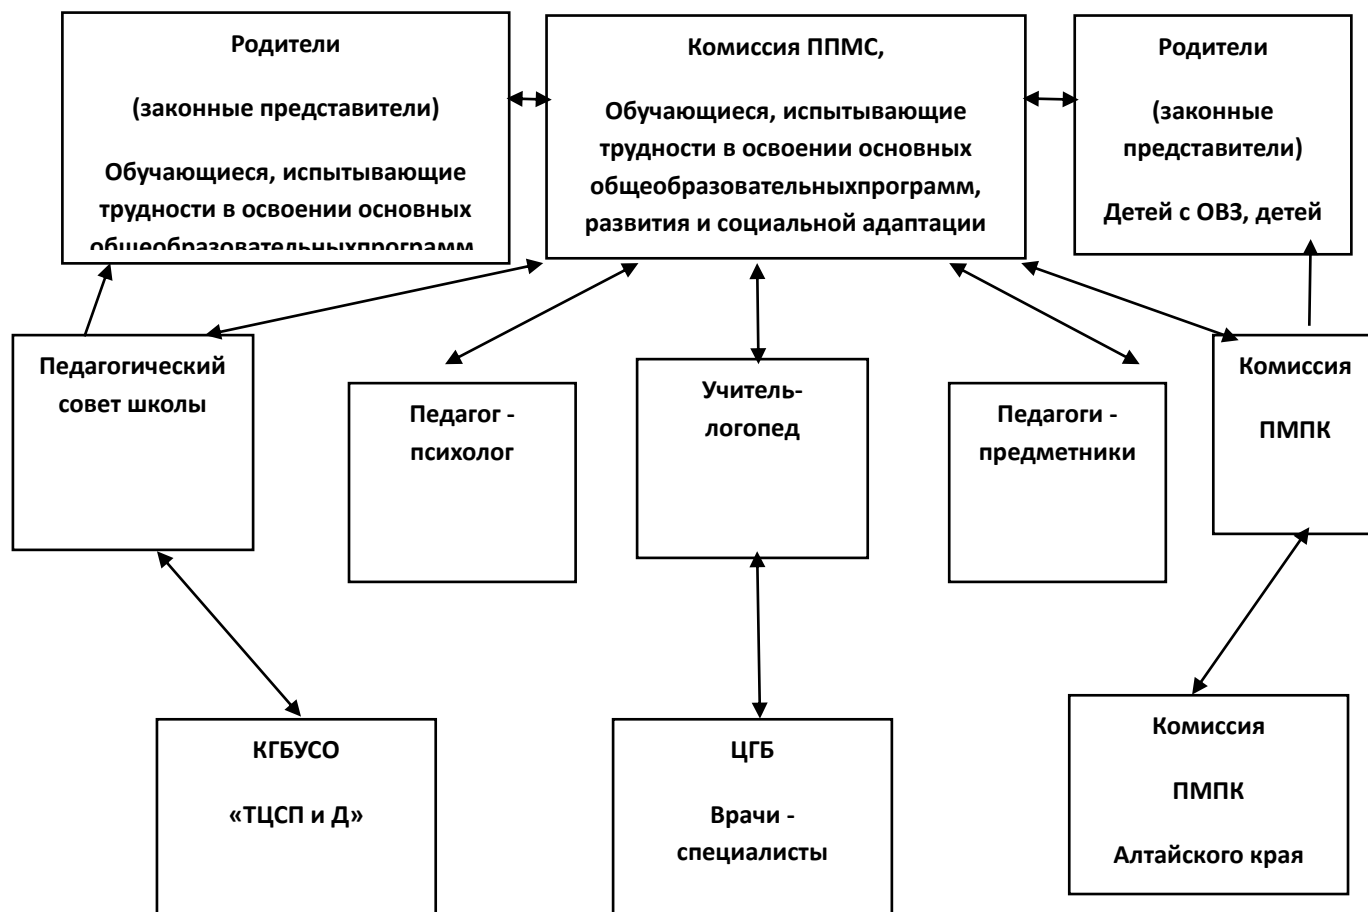 Родители
(законные представители)
Обучающиеся, испытывающие
трудности в освоении основных
общеобразовательныхпрограмм
Комиссия ППМС,
Обучающиеся, испытывающие
трудности в освоении основных
общеобразовательныхпрограмм,
развития и социальной адаптации
Родители
(законные
представители)
Детей с ОВЗ, детей
Педагогический
совет школы
Педагог -
психолог
Учитель-
логопед
Педагоги -
предметники
Комиссия
ПМПК
КГБУСО
«ТЦСП и Д»
ЦГБ
Врачи -
специалисты
Комиссия
ПМПК
Алтайского края